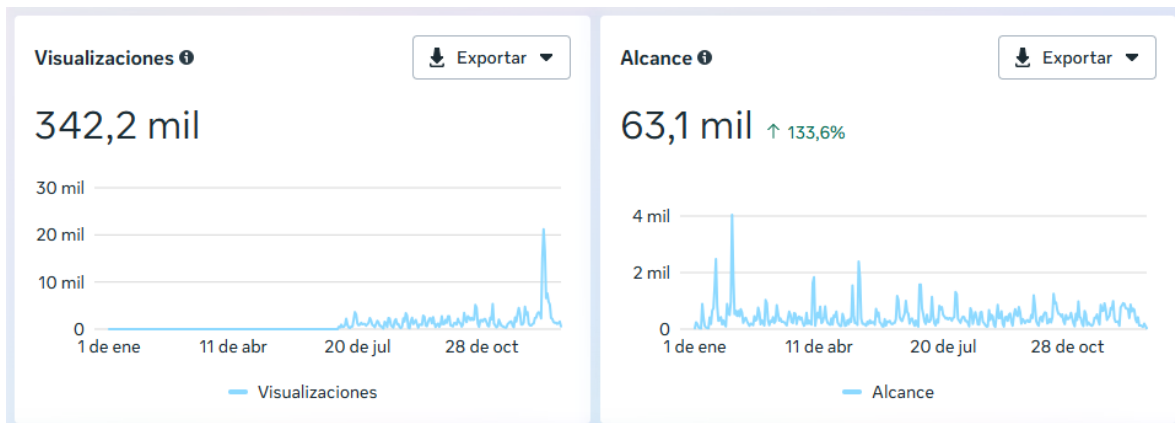 Visualizaciones
Exportar
342,2 mil
30 mil
20 mil
10 mil
0
1 de ene 11 de abr 20 de jul 28 de oct
Visualizaciones
Alcance
Exportar
63,1 mil ↑ 133,6%
4 mil
2 mil
0
1 de ene 11 de abr 20 de jul 28 de oct
Alcance